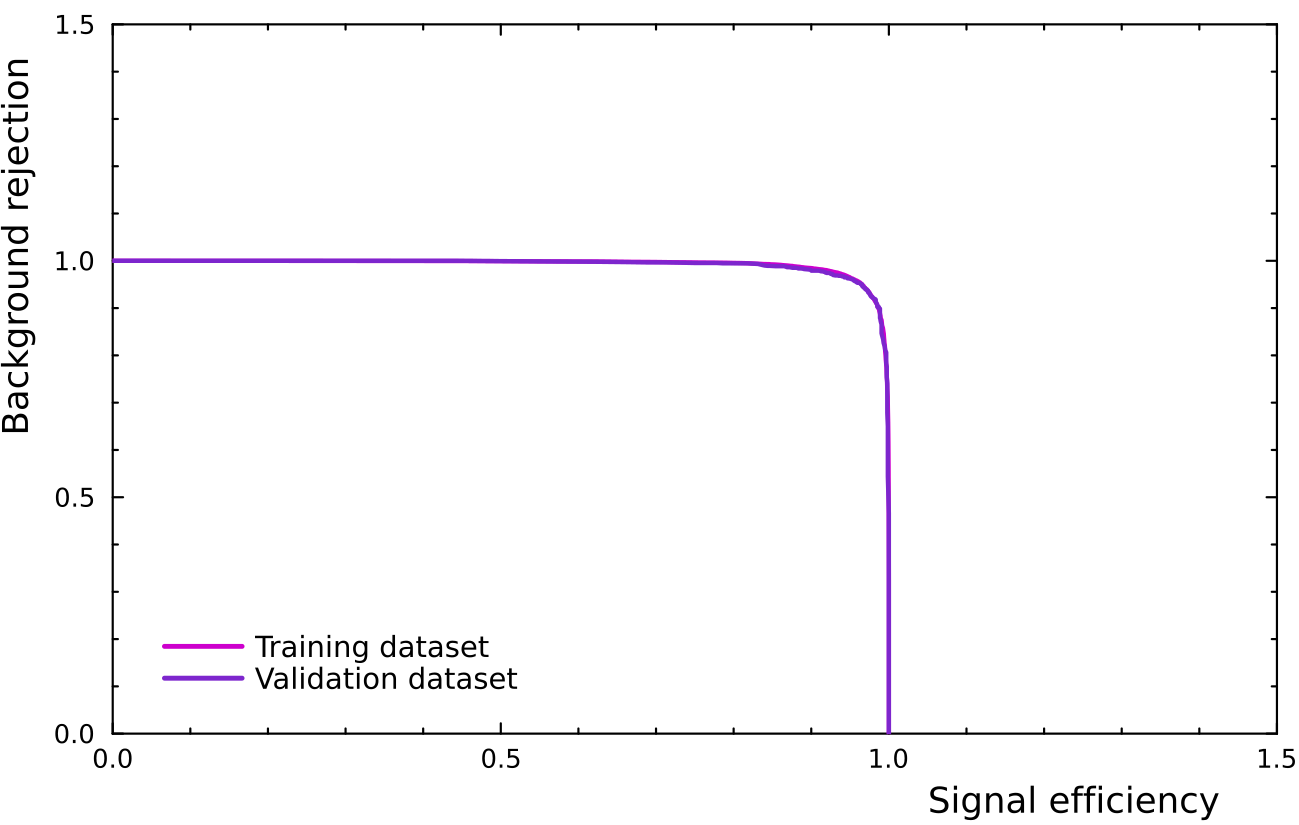 1.5
Background rejection
1.0
0.5
Training dataset
Validation dataset
0.0
0.0 0.5 1.0 1.5
Signal efficiency